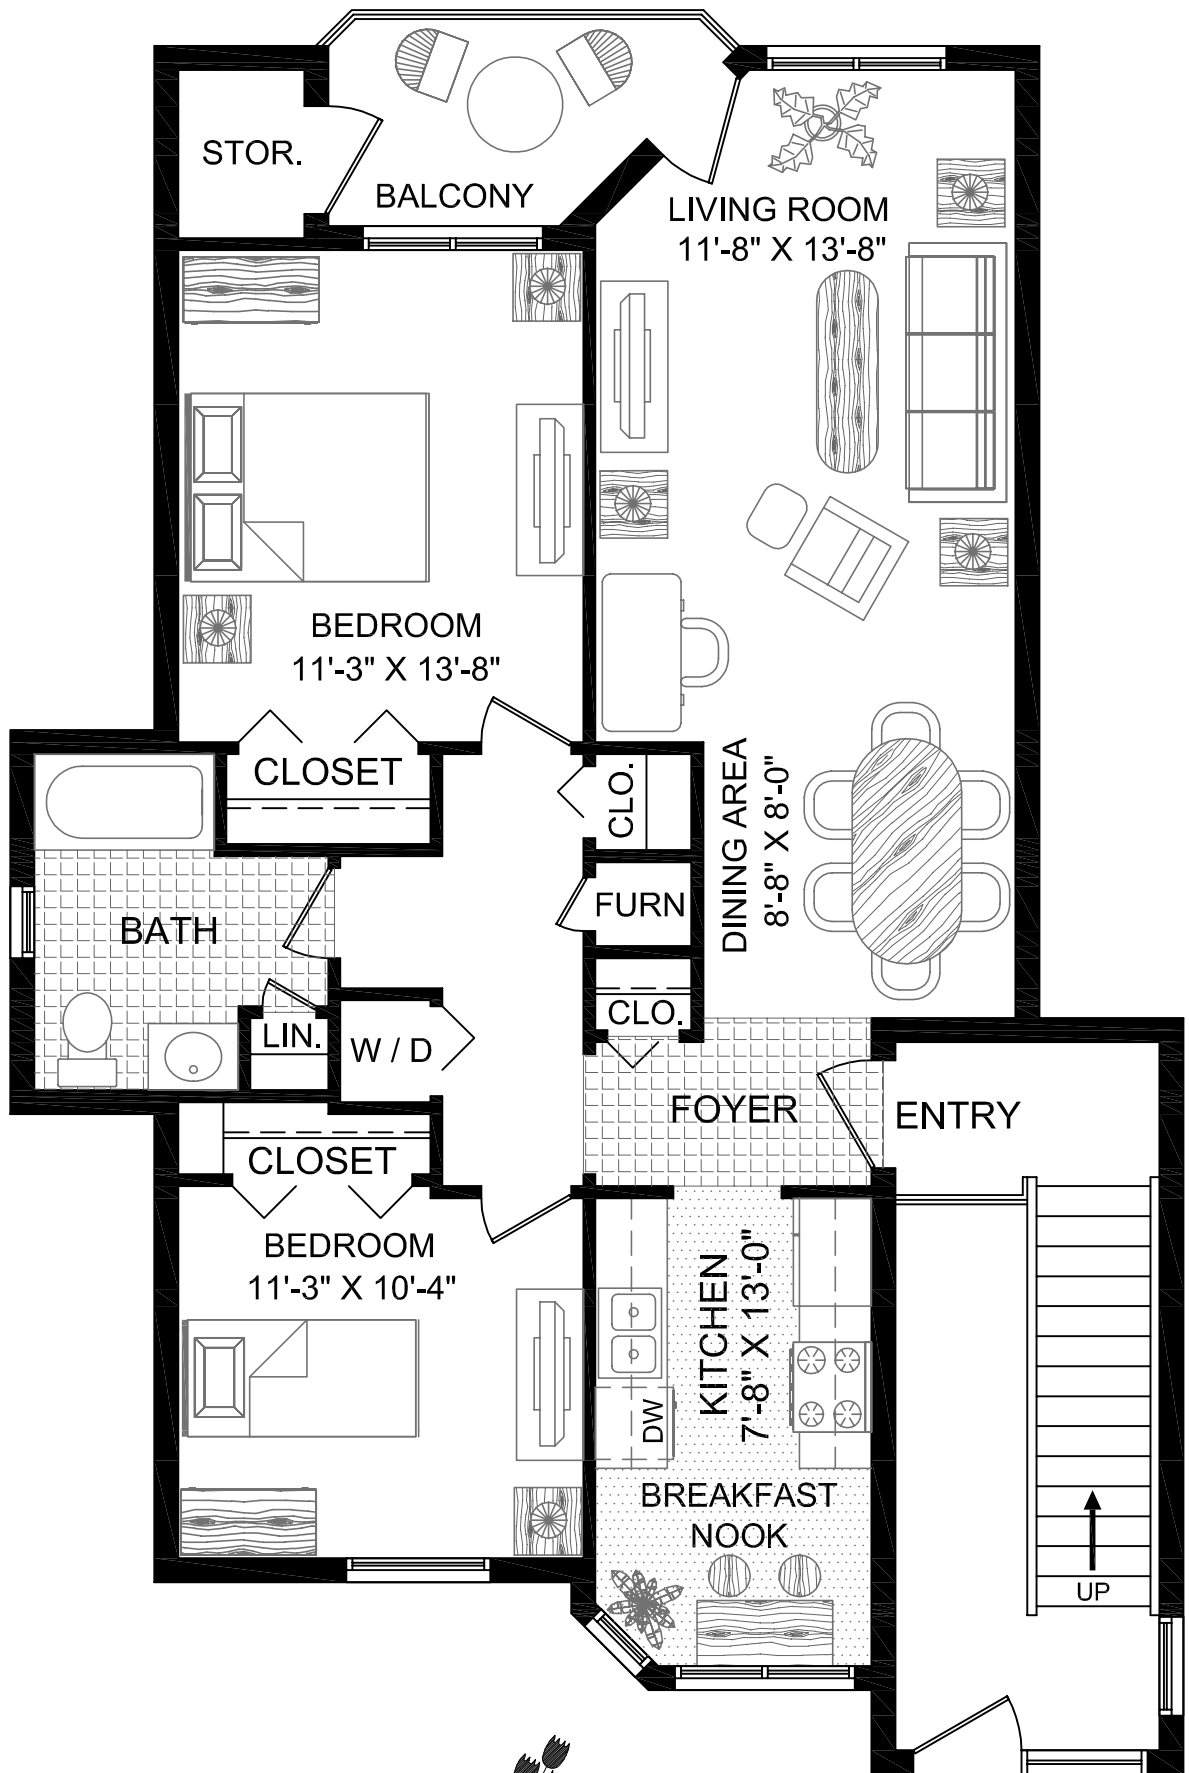 STOR.
BALCONY
LIVING ROOM
11'-8" X 13'-8"
BEDROOM
11'-3" X 13'-8"
CLOSET
CLO.
DINING AREA
8'-8" X 8'-0"
FURN
BATH
CLO.
LIN.
W / D
FOYER
ENTRY
CLOSET
BEDROOM
11'-3" X 10'-4"
KITCHEN
7'-8" X 13'-0"
DW
BREAKFAST
NOOK
UP